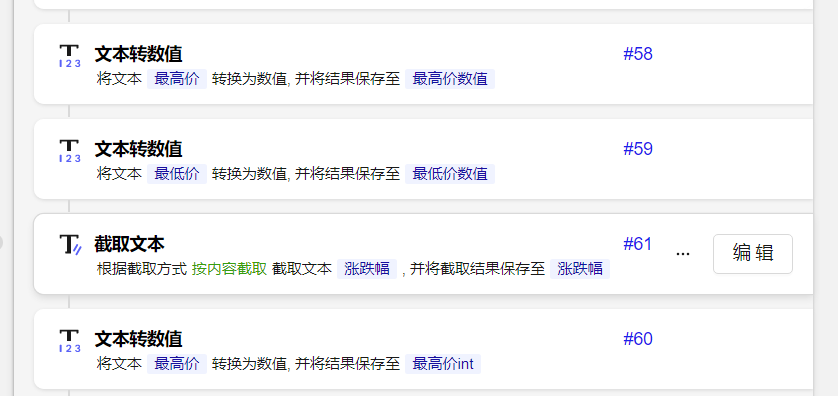 文本转数值 #58
将文本 最高价 转换为数值, 并将结果保存至 最高价数值
文本转数值 #59
将文本 最低价 转换为数值, 并将结果保存至 最低价数值
截取文本 #61 ... 编辑
根据截取方式 按内容截取 截取文本 涨跌幅 , 并将截取结果保存至 涨跌幅
文本转数值 #60
将文本 最高价 转换为数值, 并将结果保存至 最高价int